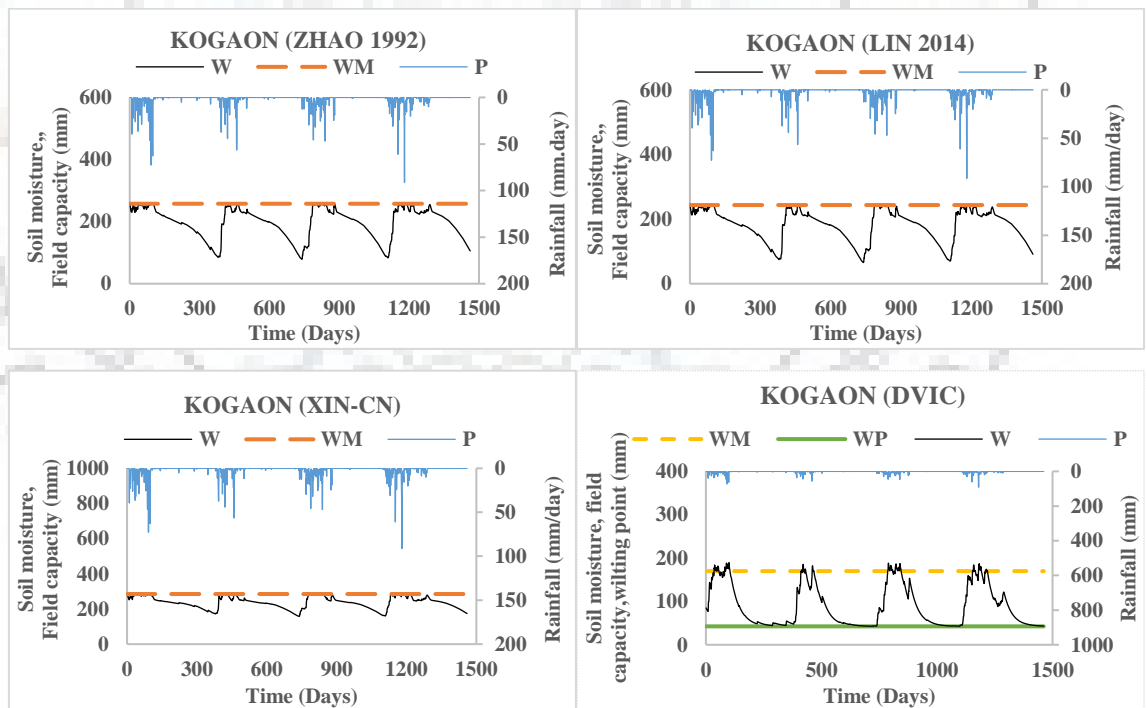 KOGAON (ZHAO 1992)
W WM P
Soil moisture,,
Field capacity (mm)
600
400
200
0
0
50
100
150
200
Rainfall (mm.day)
0 300 600 900 1200 1500
Time (Days)
KOGAON (LIN 2014)
W WM P
Soil moisture,,
Field capacity (mm)
600
400
200
0
0
50
100
150
200
Rainfall (mm/day)
0 300 600 900 1200 1500
Time (Days)
KOGAON (XIN-CN)
W WM P
Soil moisture,
Field capacity (mm)
1000
800
600
400
200
0
0
50
100
150
200
Rainfall (mm/day)
0 300 600 900 1200 1500
Time (Days)
KOGAON (DVIC)
WM WP W P
Soil moisture, field
capacity,wilting point (mm)
400
300
200
100
0
0
200
400
600
800
1000
Rainfall (mm)
0 500 1000 1500
Time (Days)